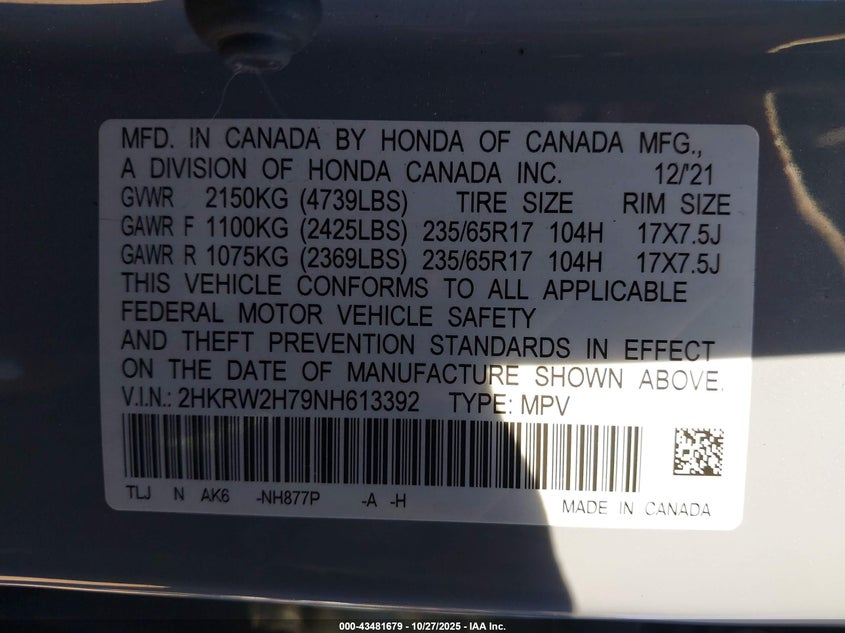 MFD. IN CANADA BY HONDA OF CANADA MFG.,
A DIVISION OF HONDA CANADA INC. 12/'21
GVWR 2150KG (4739LBS) TIRE SIZE RIM SIZE
GAWR F 1100KG (2425LBS) 235/65R17 104H 17X7.5J
GAWR R 1075KG (2369LBS) 235/65R17 104H 17X7.5J
THIS VEHICLE CONFORMS TO ALL APPLICABLE
FEDERAL MOTOR VEHICLE SAFETY
AND THEFT PREVENTION STANDARDS IN EFFECT
ON THE DATE OF MANUFACTURE SHOWN ABOVE.
V.I.N.: 2HKRW2H79NH613392 TYPE: MPV
TLJ N AK6 -NH877P -A -H
MADE IN CANADA
000-43481679 - 10/27/2025 - IAA Inc.